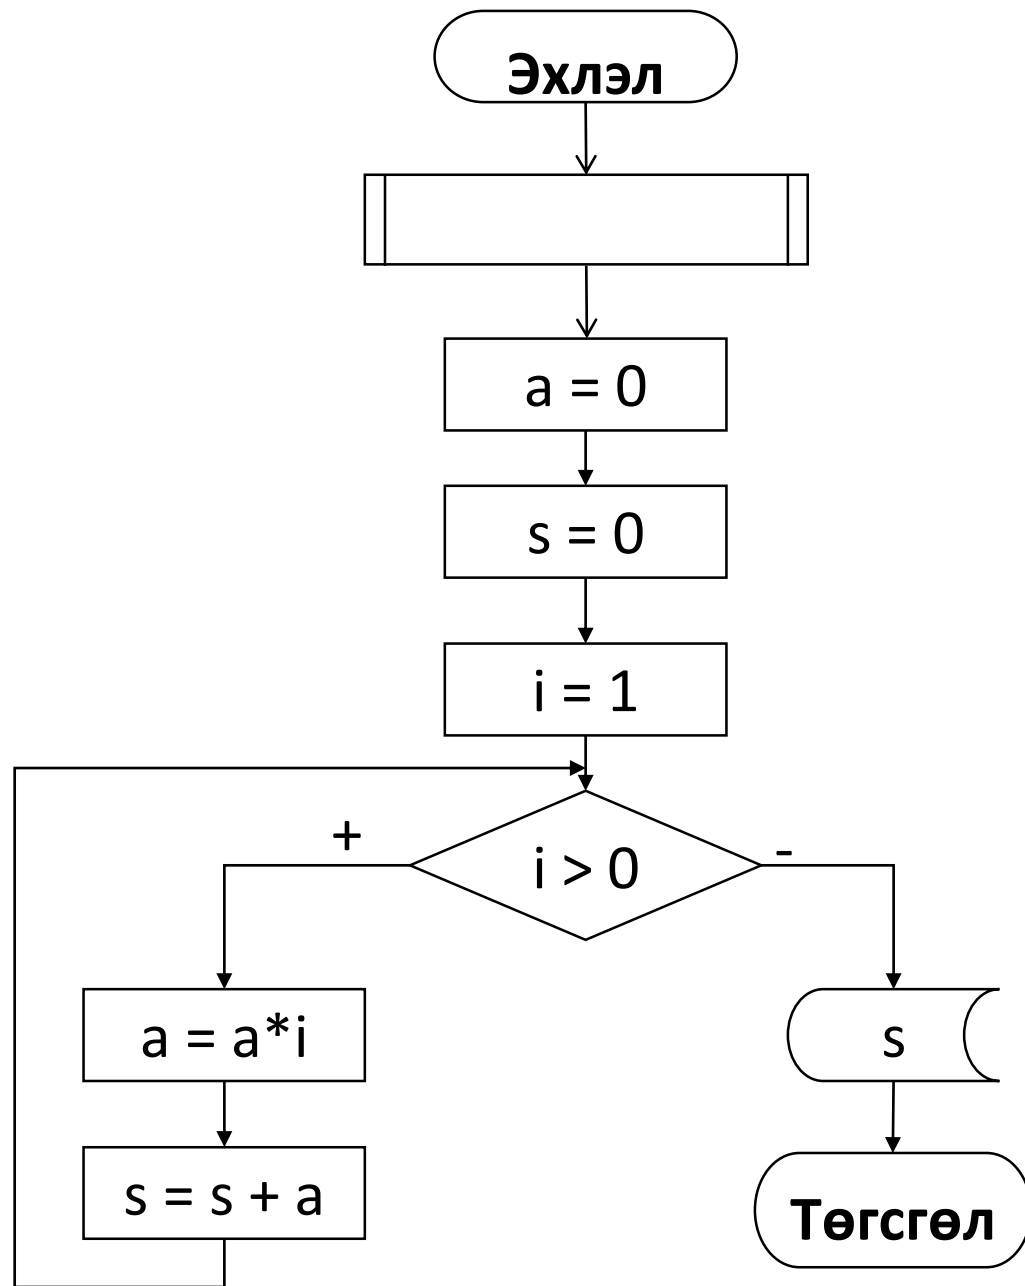 Эхлэл
a = 0
s = 0
i = 1
i > 0
+
-
a = a*i
s
s = s + a
Төгсгөл